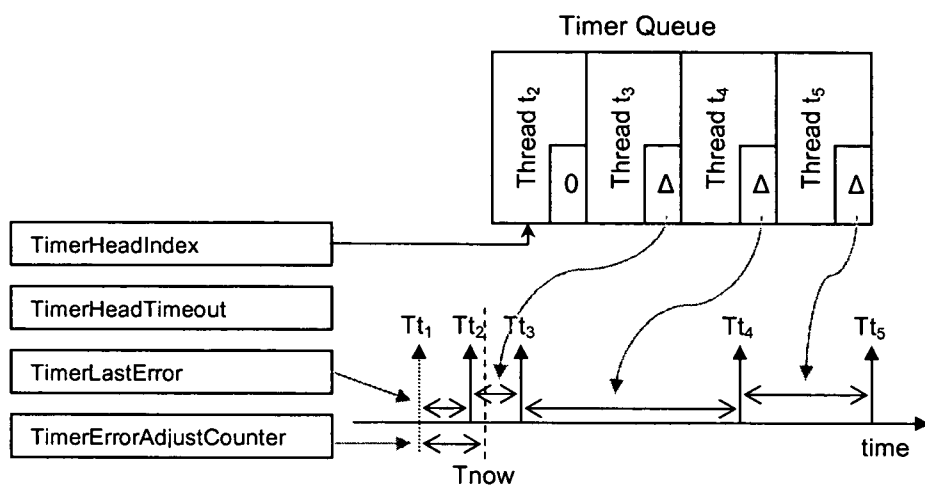 Timer Queue
Thread t₂
0
Thread t₃
Δ
Thread t₄
Δ
Thread t₅
Δ
TimerHeadIndex
TimerHeadTimeout
TimerLastError
TimerErrorAdjustCounter
Tt₁
Tt₂
Tt₃
Tt₄
Tt₅
Tnow
time